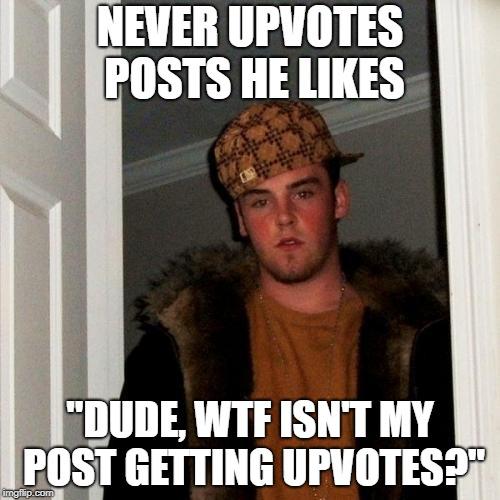 NEVER UPVOTES
POSTS HE LIKES
"DUDE, WTF ISN'T MY
POST GETTING UPVOTES?"
imgflip.com